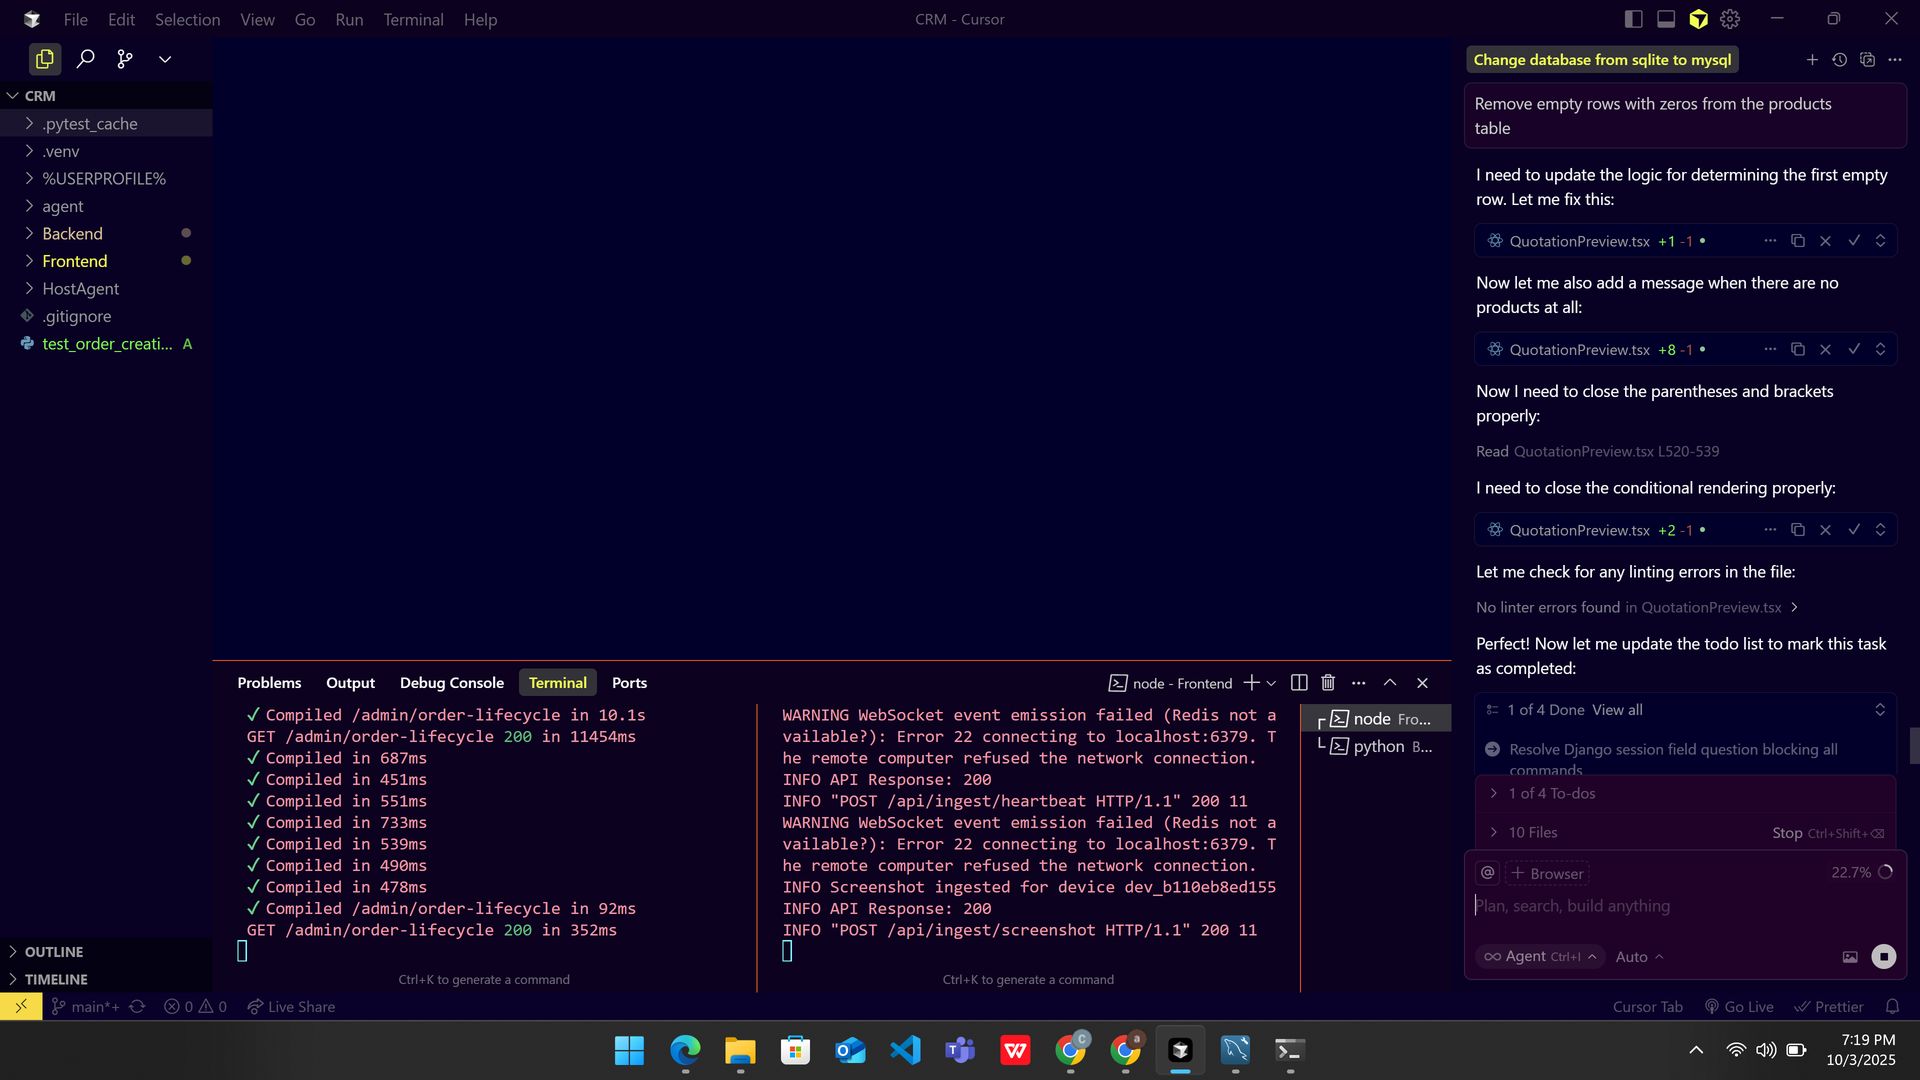 File Edit Selection View Go Run Terminal Help
CRM - Cursor
CRM
.pytest_cache
.venv
%USERPROFILE%
agent
Backend
Frontend
HostAgent
.gitignore
test_order_creati... A
OUTLINE
TIMELINE
Problems Output Debug Console Terminal Ports
node - Frontend
✓ Compiled /admin/order-lifecycle in 10.1s
GET /admin/order-lifecycle 200 in 11454ms
✓ Compiled in 687ms
✓ Compiled in 451ms
✓ Compiled in 551ms
✓ Compiled in 733ms
✓ Compiled in 539ms
✓ Compiled in 490ms
✓ Compiled in 478ms
✓ Compiled /admin/order-lifecycle in 92ms
GET /admin/order-lifecycle 200 in 352ms
Ctrl+K to generate a command
WARNING WebSocket event emission failed (Redis not a
vailable?): Error 22 connecting to localhost:6379. T
he remote computer refused the network connection.
INFO API Response: 200
INFO "POST /api/ingest/heartbeat HTTP/1.1" 200 11
WARNING WebSocket event emission failed (Redis not a
vailable?): Error 22 connecting to localhost:6379. T
he remote computer refused the network connection.
INFO Screenshot ingested for device dev_b110eb8ed155
INFO API Response: 200
INFO "POST /api/ingest/screenshot HTTP/1.1" 200 11
Ctrl+K to generate a command
node Fro...
python B...
Change database from sqlite to mysql
Remove empty rows with zeros from the products
table
I need to update the logic for determining the first empty
row. Let me fix this:
QuotationPreview.tsx +1 -1
Now let me also add a message when there are no
products at all:
QuotationPreview.tsx +8 -1
Now I need to close the parentheses and brackets
properly:
Read QuotationPreview.tsx L520-539
I need to close the conditional rendering properly:
QuotationPreview.tsx +2 -1
Let me check for any linting errors in the file:
No linter errors found in QuotationPreview.tsx
Perfect! Now let me update the todo list to mark this task
as completed:
1 of 4 Done View all
Resolve Django session field question blocking all
commands
1 of 4 To-dos
10 Files Stop Ctrl+Shift+⌫
@ + Browser 22.7%
Plan, search, build anything
∞ Agent Ctrl+I Auto
main*+ 0 0 Live Share
Cursor Tab Go Live Prettier
7:19 PM
10/3/2025